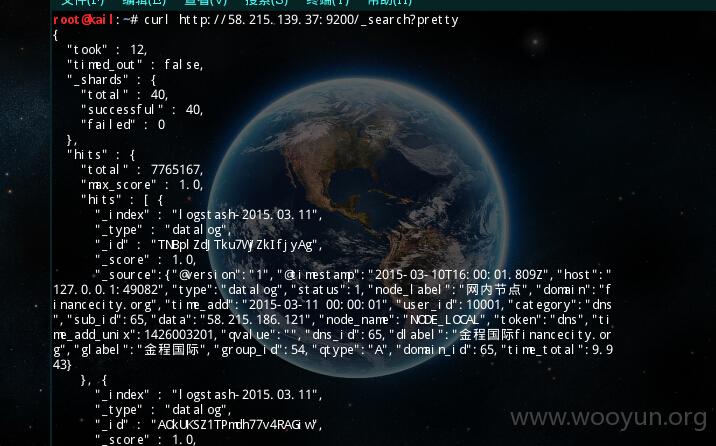 文件(F) 编辑(E) 查看(V) 搜索(S) 终端(T) 帮助(H)
root@kail:~# curl http://58.215.139.37:9200/_search?pretty
{
"took" : 12,
"timed_out" : false,
"_shards" : {
"total" : 40,
"successful" : 40,
"failed" : 0
},
"hits" : {
"total" : 7765167,
"max_score" : 1.0,
"hits" : [ {
"_index" : "logstash-2015.03.11",
"_type" : "datalog",
"_id" :
"_score" : 1.0,
"_source":{"@version":"1","@timestamp":"2015-03-10T16:00:01.809Z","host":"
127.0.0.1:49082","type":"datalog","status":1,"node_label":"网内节点","domain":"f
inancecity.org","time_add":"2015-03-11 00:00:01","user_id":10001,"category":"dns
","sub_id":65,"data":"58.215.186.121","node_name":"NODE_LOCAL","token":"dns","ti
me_add_unix":1426003201,"qvalue":"","dns_id":65,"dlabel":"金程国际financecity.or
g","glabel":"金程国际","group_id":54,"qtype":"A","domain_id":65,"time_total":9.9
43}
}, {
"_index" : "logstash-2015.03.11",
"_type" : "datalog",
"_id" :
"_score" : 1.0,
www.wooyun.org